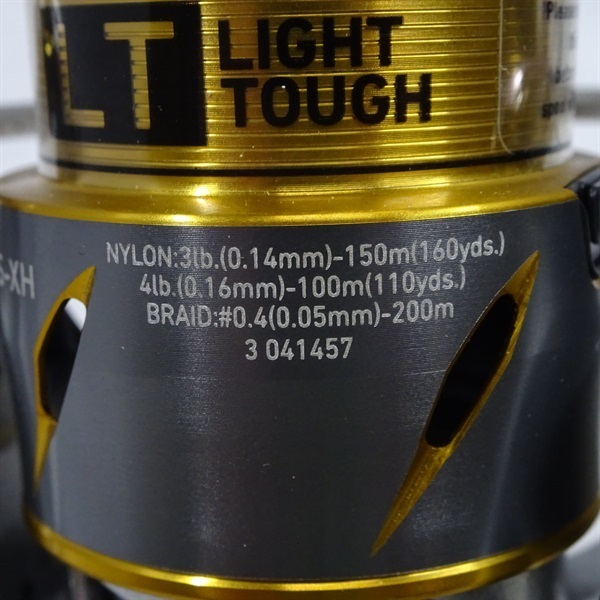 LT
LIGHT
TOUGH
S-XH
NYLON:3lb.(0.14mm)-150m(160yds.)
4lb.(0.16mm)-100m(110yds.)
BRAID:#0.4(0.05mm)-200m
3 041457